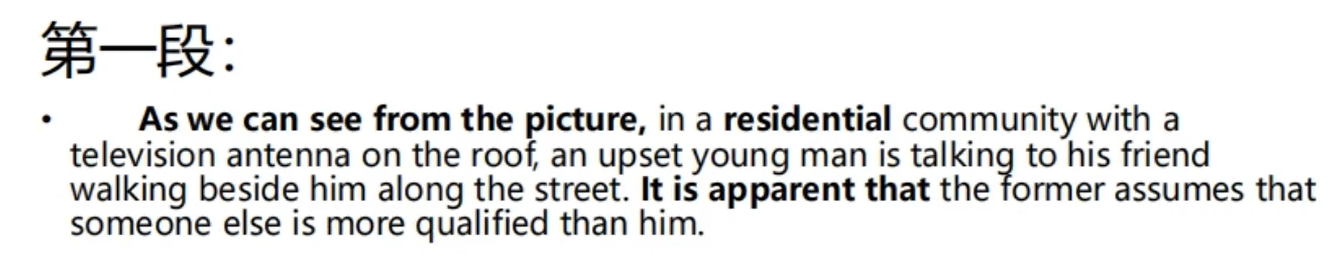 第一段：
• As we can see from the picture, in a residential community with a
television antenna on the roof, an upset young man is talking to his friend
walking beside him along the street. It is apparent that the former assumes that
someone else is more qualified than him.